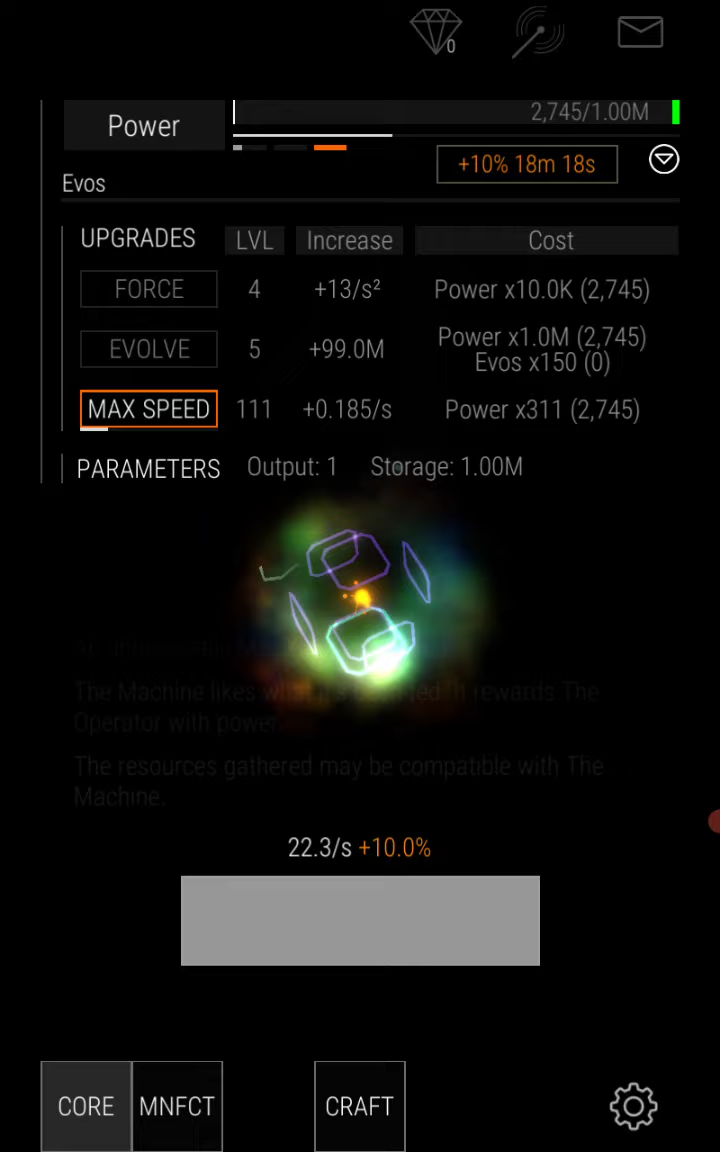 0
Power 2,745/1.00M
+10% 18m 18s
Evos
UPGRADES LVL Increase Cost
FORCE 4 +13/s² Power x10.0K (2,745)
EVOLVE 5 +99.0M Power x1.0M (2,745)
Evos x150 (0)
MAX SPEED 111 +0.185/s Power x311 (2,745)
PARAMETERS Output: 1 Storage: 1.00M
The Machine likes in rewards The
Operator with power.
The resources gathered may be compatible with The
Machine.
22.3/s +10.0%
CORE MNFCT CRAFT